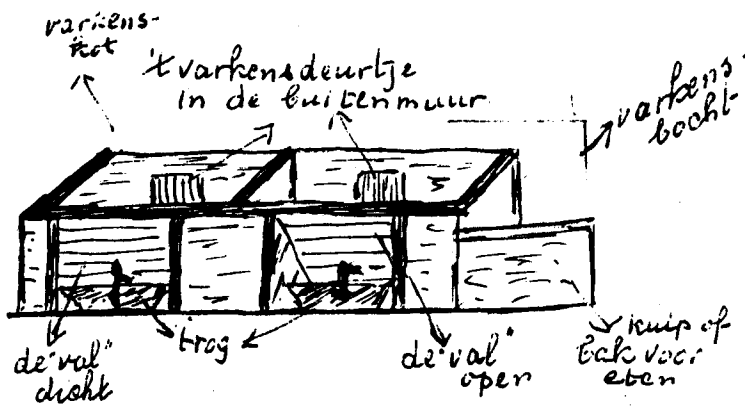 varkens-
kot
't varkensdeurtje
in de buitenmuur
varkens-
bocht
de "val"
dicht
trog
de "val"
open
kuip of
bak voor
eten